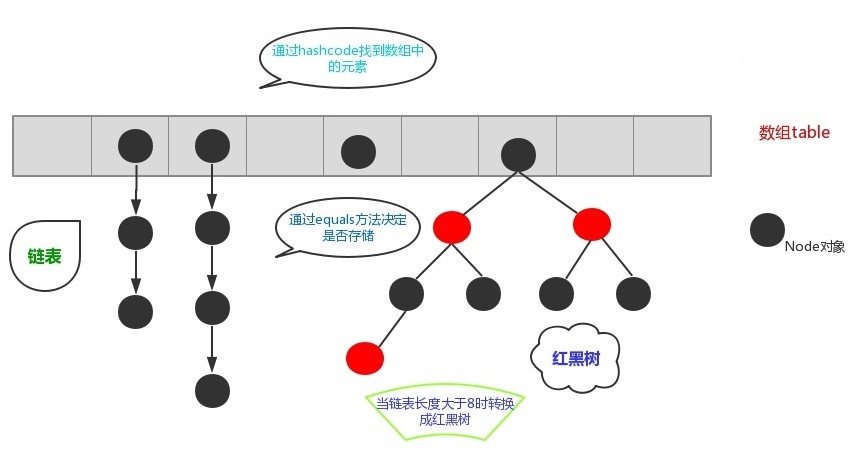 通过hashcode找到数组中
的元素
数组table
通过equals方法决定
是否存储
链表
Node对象
红黑树
当链表长度大于8时转换
成红黑树